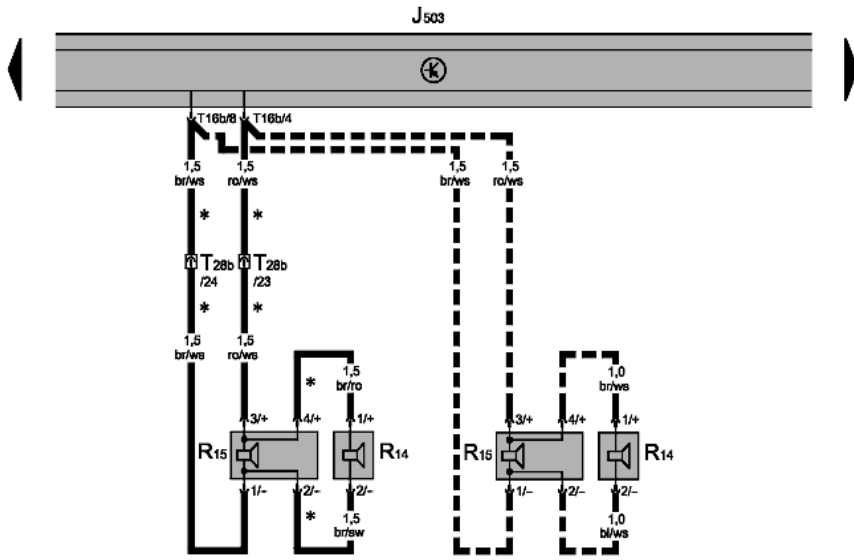 J503
T16b/8 T16b/4
1,5 br/ws
1,5 ro/ws
1,5 br/ws
1,5 ro/ws
* *
T28b /24
T28b /23
* *
1,5 br/ws
1,5 ro/ws
*
1,5 br/ro
1,0 br/ws
3/+ 4/+ 1/+ 3/+ 4/+ 1/+
R15 R14 R15 R14
1/– 2/– 2/– 1/– 2/– 2/–
*
1,5 br/sw
1,0 bl/ws